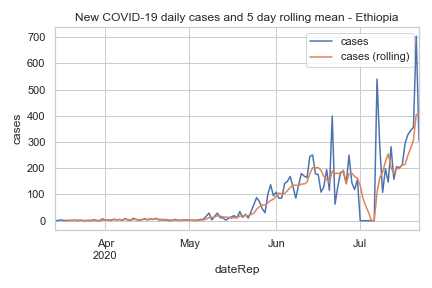 New COVID-19 daily cases and 5 day rolling mean - Ethiopia
cases
cases (rolling)
700
600
500
400
300
200
100
0
cases
Apr
2020
May
Jun
Jul
dateRep